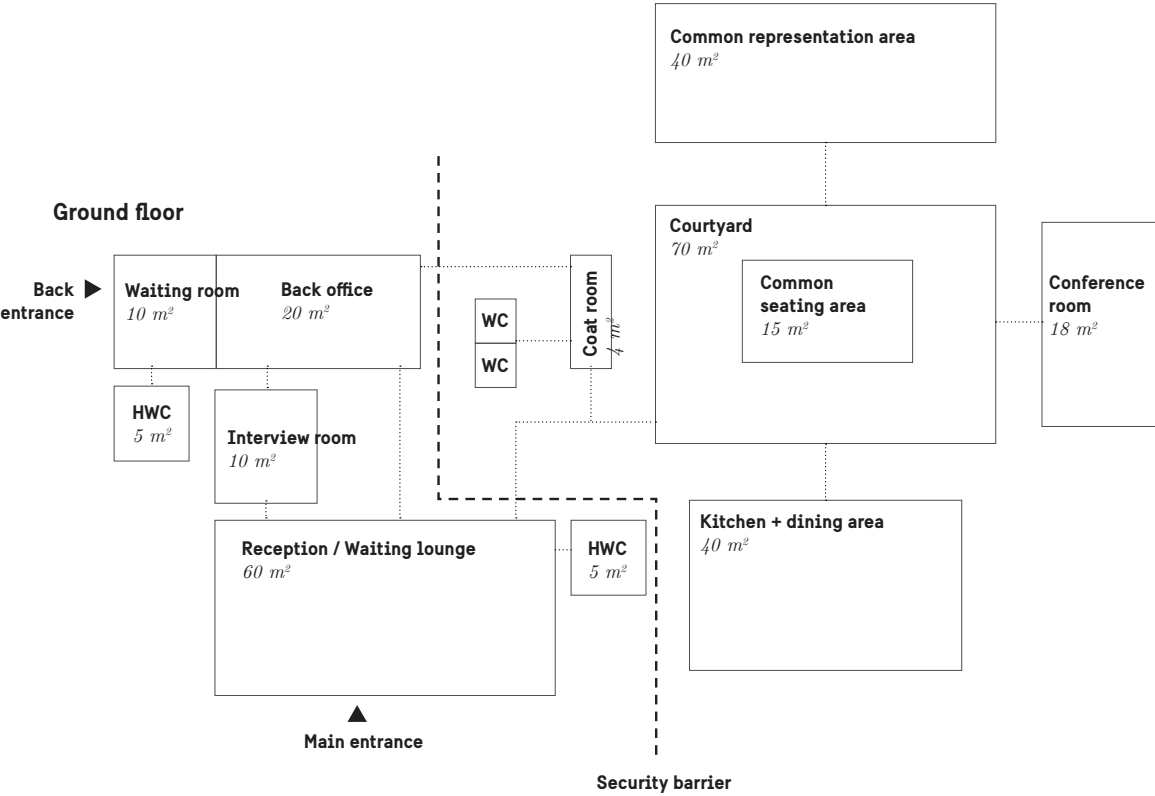 Common representation area
40 m²
Ground floor
Courtyard
70 m²
Back
entrance
Waiting room
10 m²
Back office
20 m²
WC
WC
Coat room
4 m²
Common
seating area
15 m²
Conference
room
18 m²
HWC
5 m²
Interview room
10 m²
Reception / Waiting lounge
60 m²
HWC
5 m²
Kitchen + dining area
40 m²
Main entrance
Security barrier